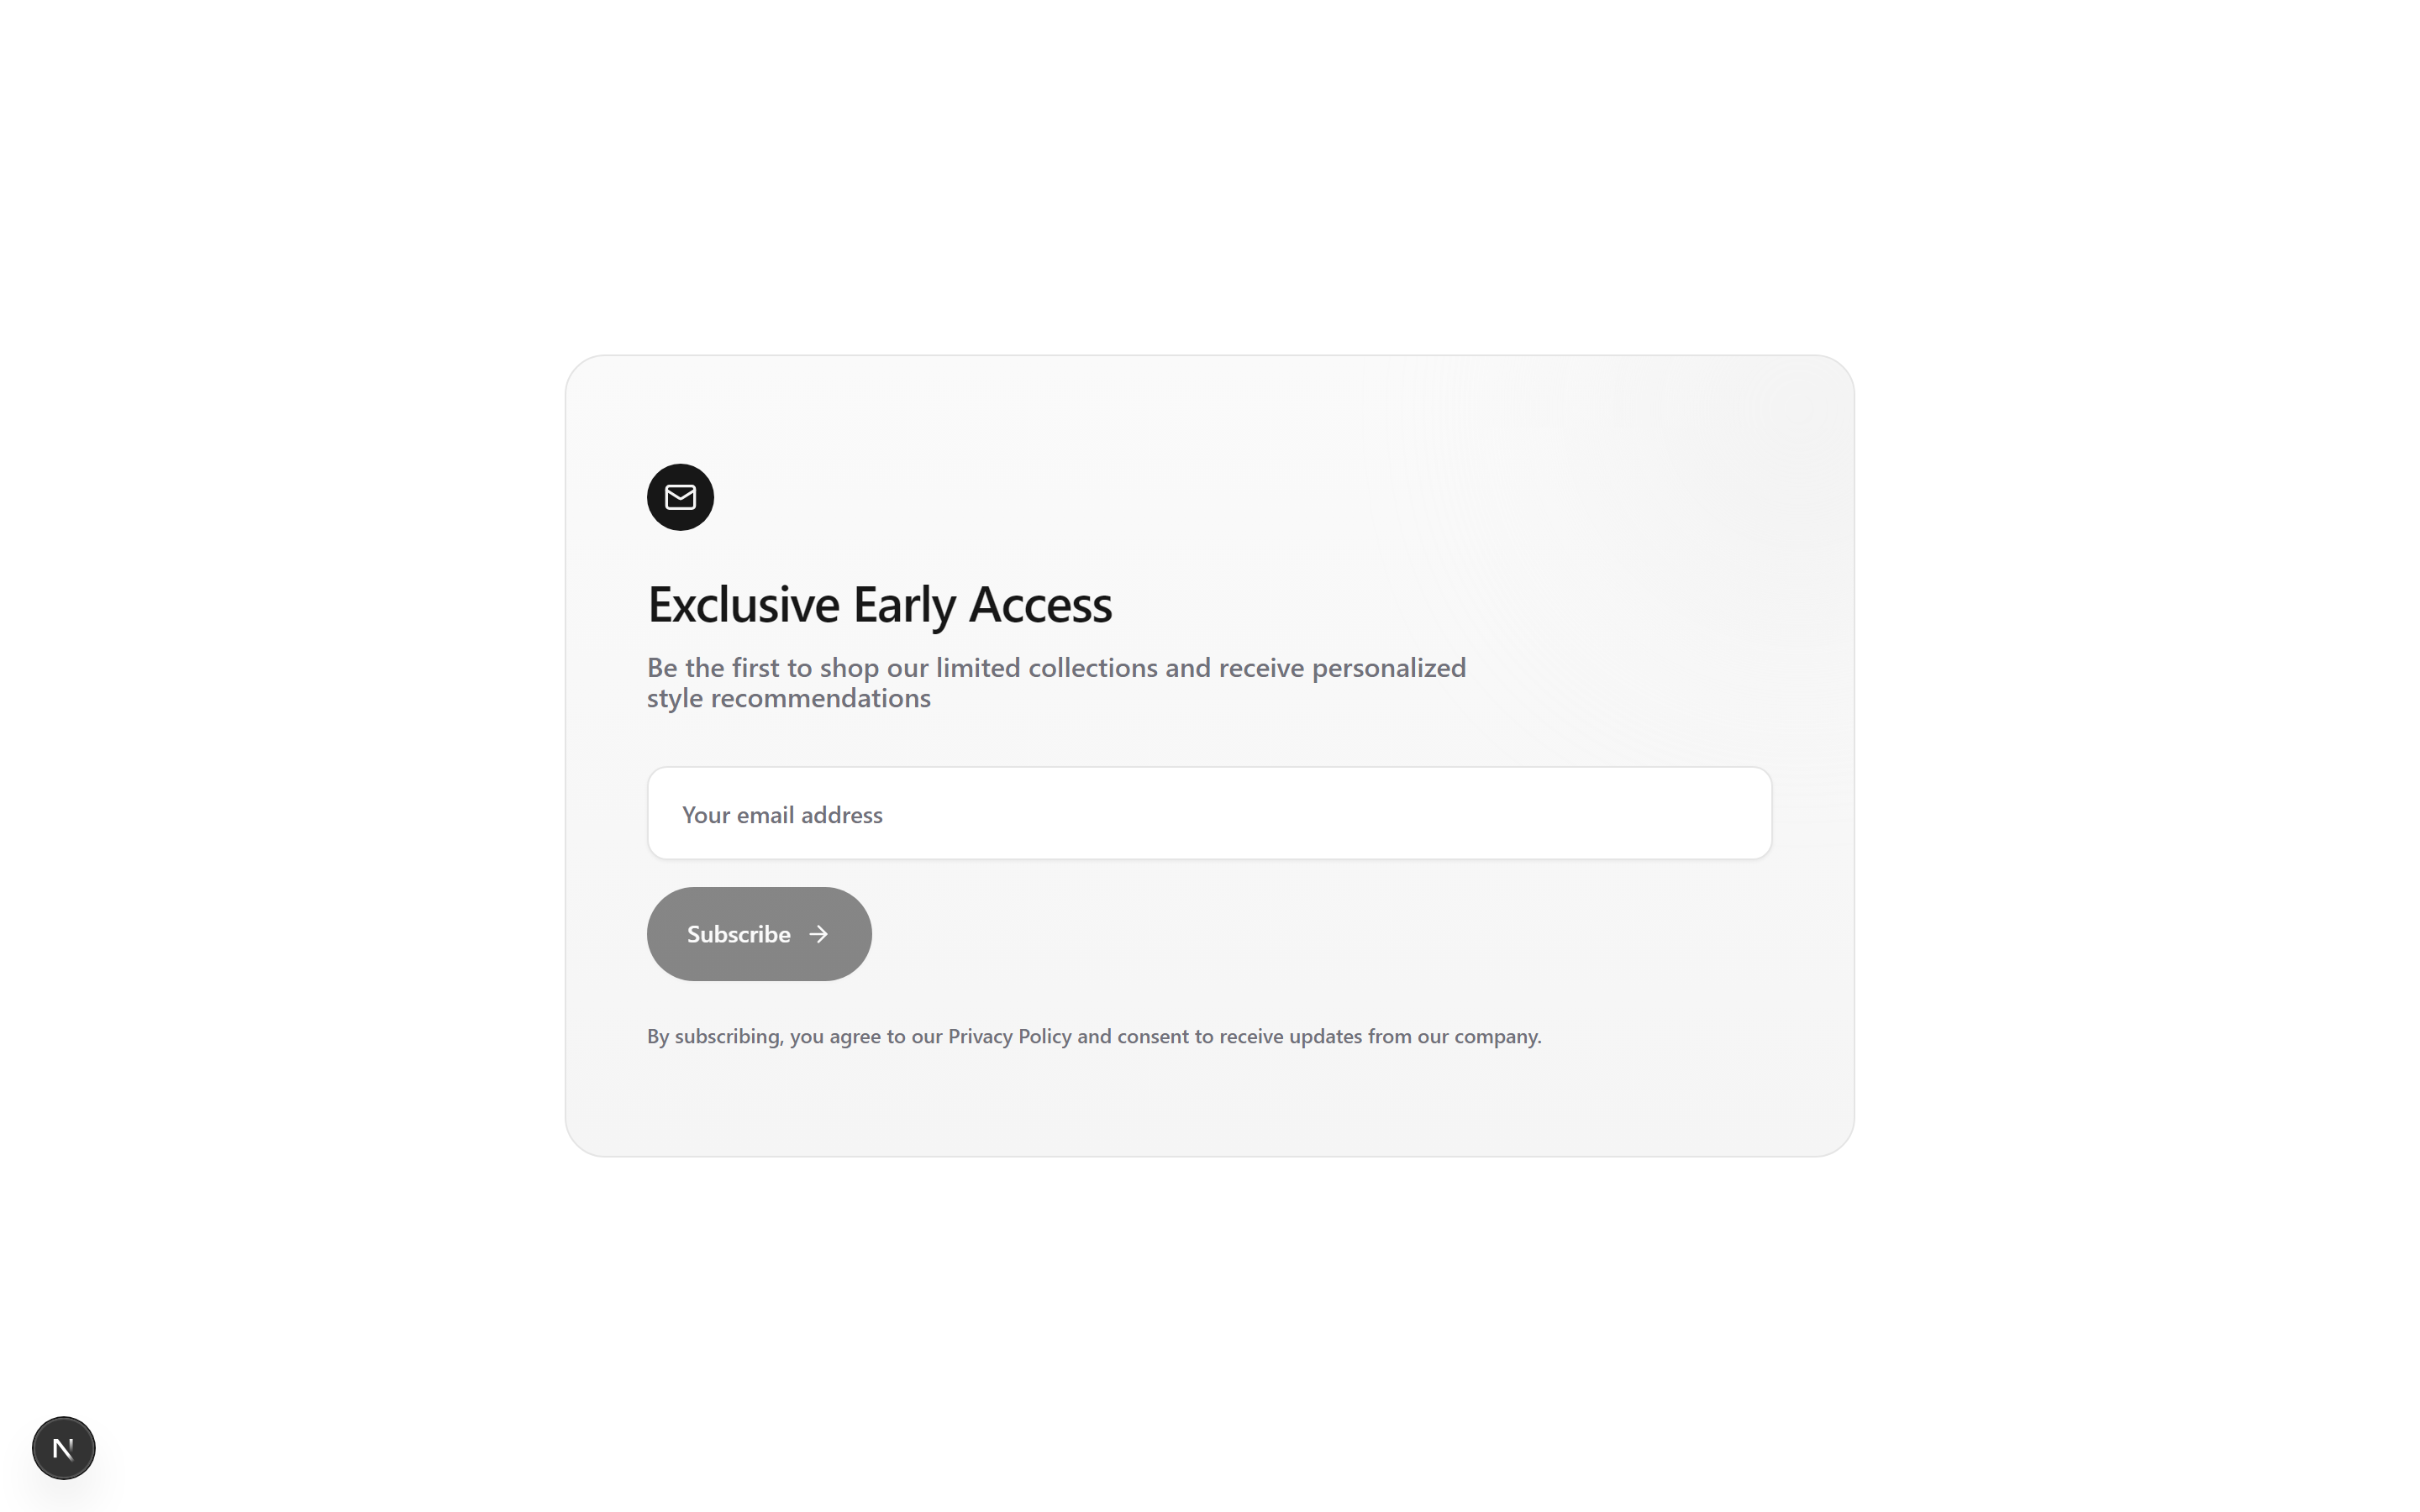 Exclusive Early Access
Be the first to shop our limited collections and receive personalized
style recommendations
Your email address
Subscribe
By subscribing, you agree to our Privacy Policy and consent to receive updates from our company.
N